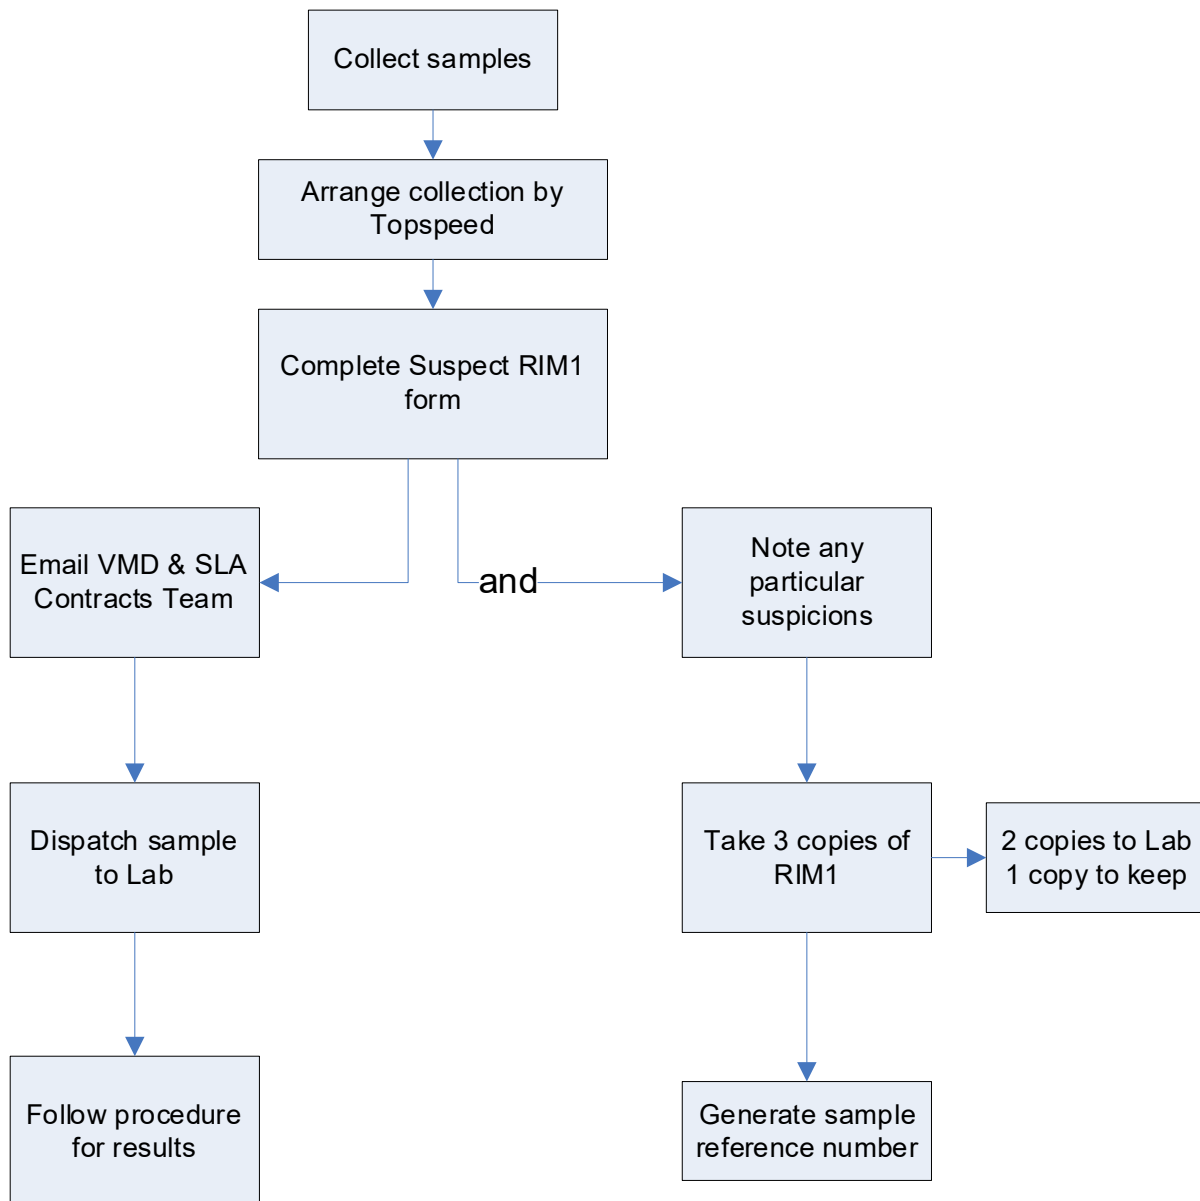 Collect samples
Arrange collection by
Topspeed
Complete Suspect RIM1
form
Email VMD & SLA
Contracts Team
and
Note any
particular
suspicions
Dispatch sample
to Lab
Take 3 copies of
RIM1
2 copies to Lab
1 copy to keep
Follow procedure
for results
Generate sample
reference number